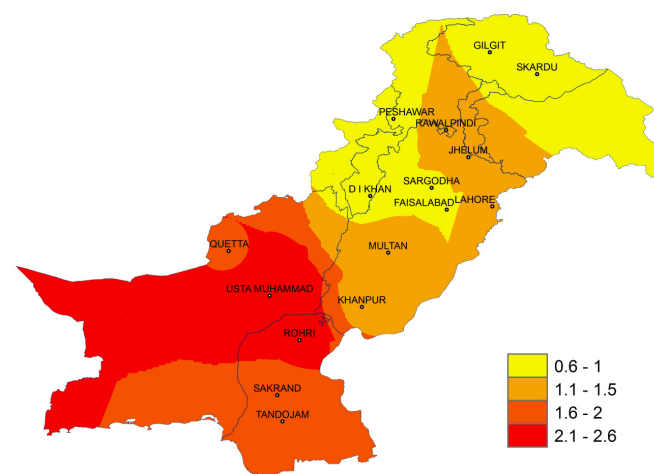 GILGIT
SKARDU
PESHAWAR
RAWALPINDI
JHELUM
SARGODHA
D I KHAN
FAISALABAD
LAHORE
QUETTA
MULTAN
USTA MUHAMMAD
KHANPUR
ROHRI
SAKRAND
TANDOJAM
0.6 - 1
1.1 - 1.5
1.6 - 2
2.1 - 2.6